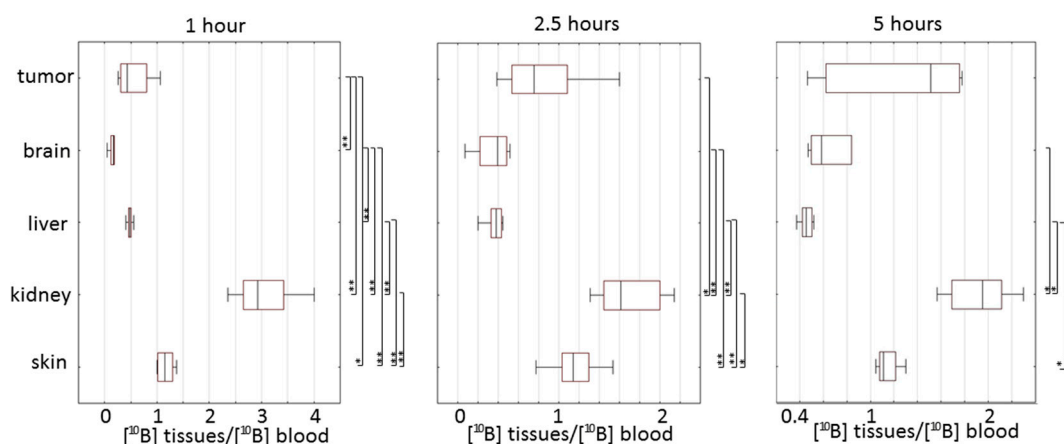 1 hour
2.5 hours
5 hours
tumor
brain
liver
kidney
skin
** ** * ** ** ** ** ** **
* ** ** ** ** ** *
* * *
0 1 2 3 4
0 1 2
0.4 1 2
[¹⁰B] tissues/[¹⁰B] blood
[¹⁰B] tissues/[¹⁰B] blood
[¹⁰B] tissues/[¹⁰B] blood